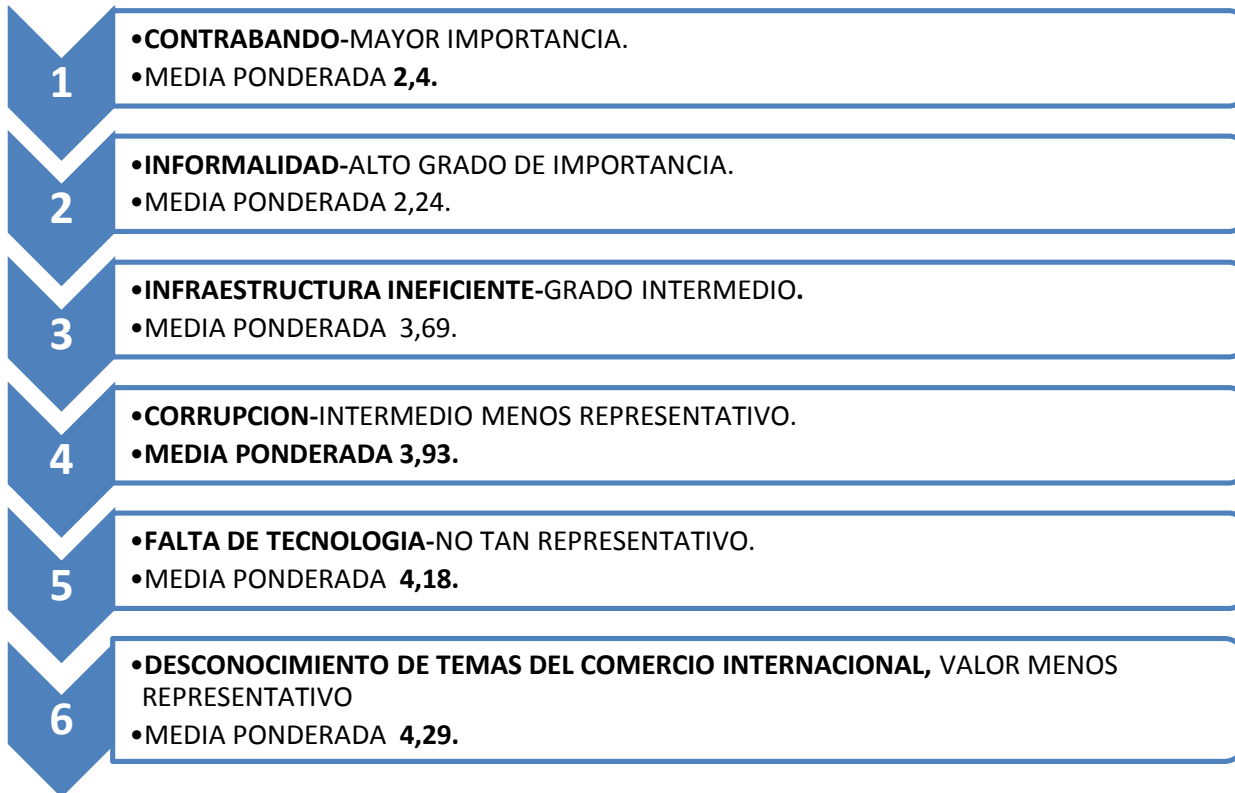 1
•CONTRABANDO-MAYOR IMPORTANCIA.
•MEDIA PONDERADA 2,4.
2
•INFORMALIDAD-ALTO GRADO DE IMPORTANCIA.
•MEDIA PONDERADA 2,24.
3
•INFRAESTRUCTURA INEFICIENTE-GRADO INTERMEDIO.
•MEDIA PONDERADA 3,69.
4
•CORRUPCION-INTERMEDIO MENOS REPRESENTATIVO.
•MEDIA PONDERADA 3,93.
5
•FALTA DE TECNOLOGIA-NO TAN REPRESENTATIVO.
•MEDIA PONDERADA 4,18.
6
•DESCONOCIMIENTO DE TEMAS DEL COMERCIO INTERNACIONAL, VALOR MENOS
REPRESENTATIVO
•MEDIA PONDERADA 4,29.